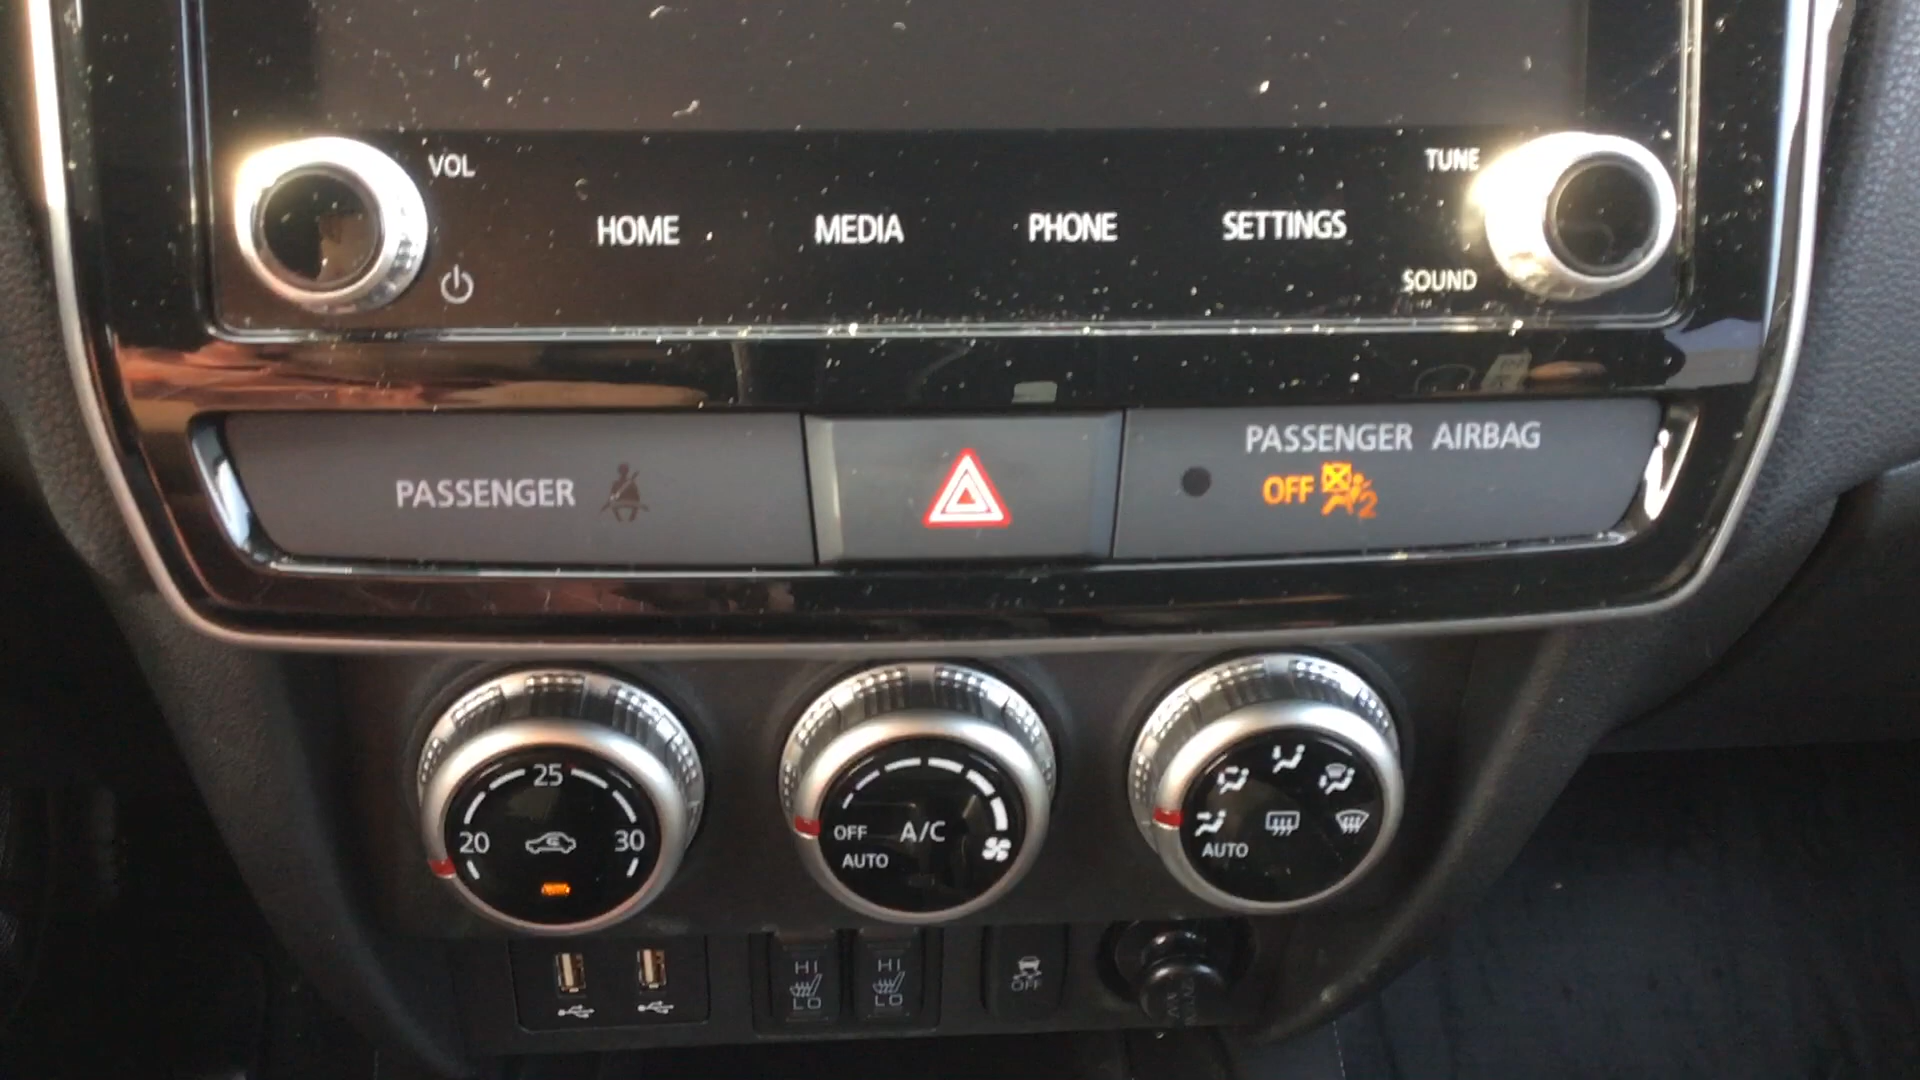 VOL
TUNE
HOME MEDIA PHONE SETTINGS
SOUND
PASSENGER AIRBAG
PASSENGER
OFF 2
25
20 30
OFF A/C
AUTO
AUTO
HI HI
LO LO
OFF